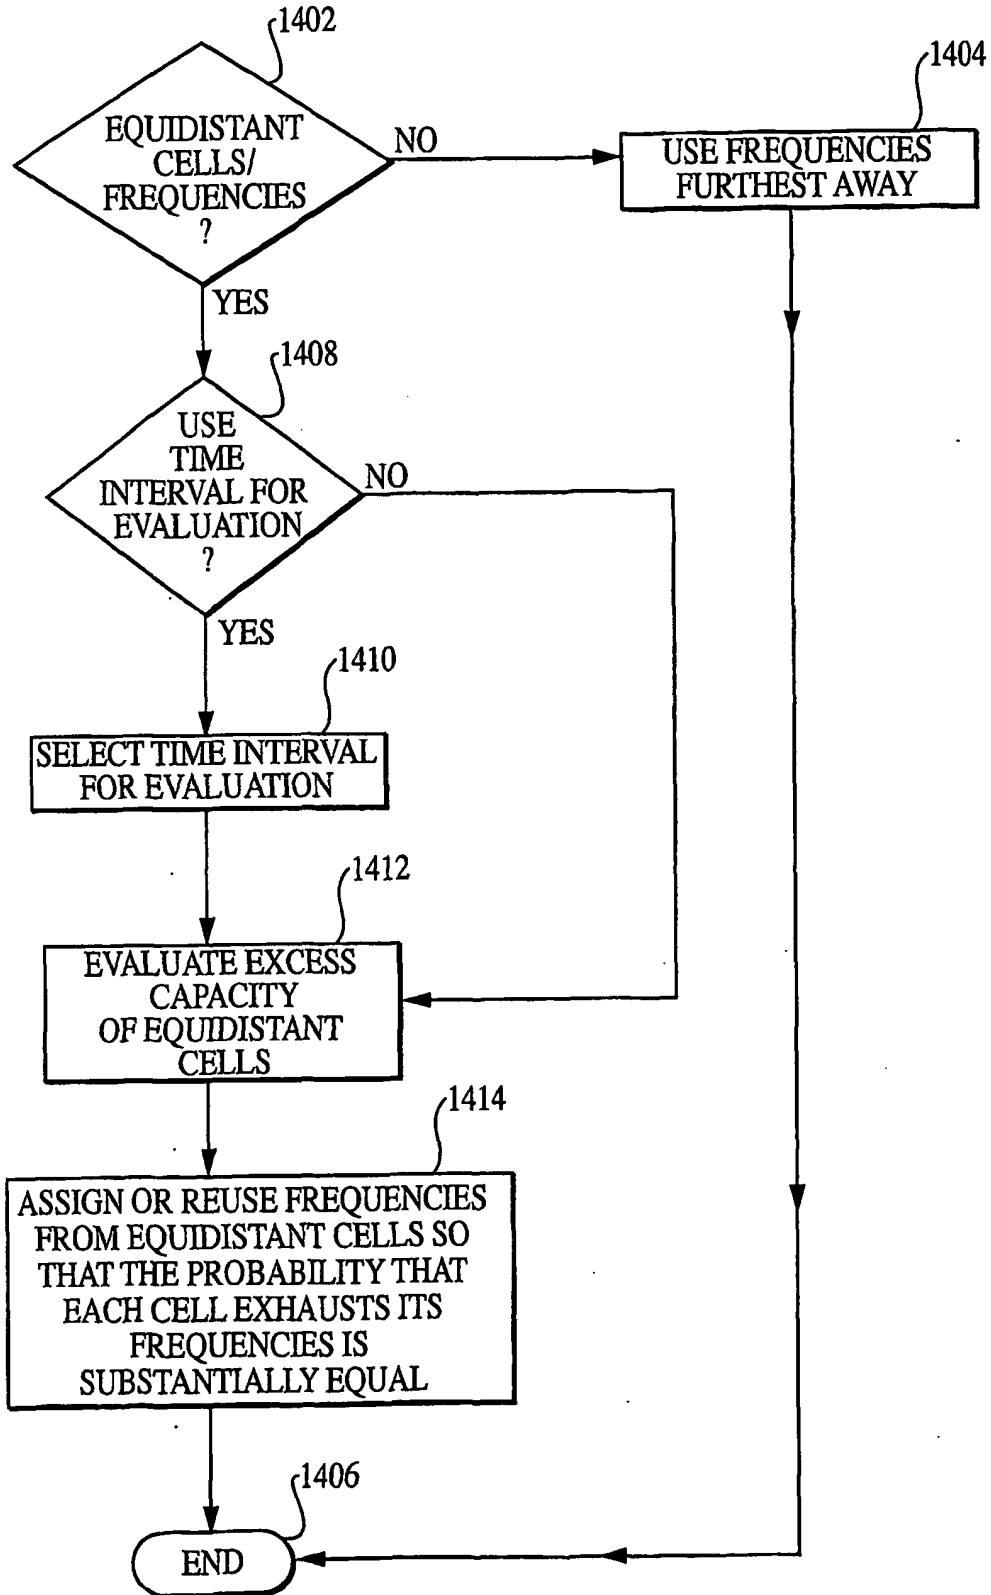 1402
EQUIDISTANT
CELLS/
FREQUENCIES
?
NO
1404
USE FREQUENCIES
FURTHEST AWAY
YES
1408
USE
TIME
INTERVAL FOR
EVALUATION
?
NO
YES
1410
SELECT TIME INTERVAL
FOR EVALUATION
1412
EVALUATE EXCESS
CAPACITY
OF EQUIDISTANT
CELLS
1414
ASSIGN OR REUSE FREQUENCIES
FROM EQUIDISTANT CELLS SO
THAT THE PROBABILITY THAT
EACH CELL EXHAUSTS ITS
FREQUENCIES IS
SUBSTANTIALLY EQUAL
1406
END